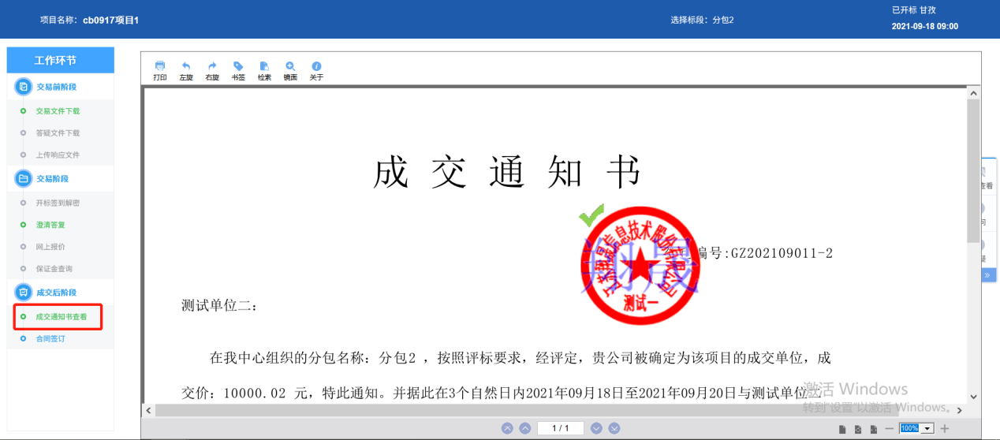 项目名称：cb0917项目1
选择标段：分包2
已开标 甘孜
2021-09-18 09:00
工作环节
交易前阶段
交易文件下载
答疑文件下载
上传响应文件
交易阶段
开标签到解密
澄清答复
网上报价
保证金查询
成交后阶段
成交通知书查看
合同签订
打印 左旋 右旋 书签 检索 镜面 关于
成交通知书
编号:GZ202109011-2
测试单位二：
在我中心组织的分包名称：分包2 ，按照评标要求，经评定，贵公司被确定为该项目的成交单位，成
交价：10000.02 元，特此通知。并据此在3个自然日内2021年09月18日至2021年09月20日与测试单位
江苏翔晟信息技术股份有限公司
翔晟
测试一
激活 Windows
转到"设置"以激活 Windows。
1 / 1
100%
查看
问
疑